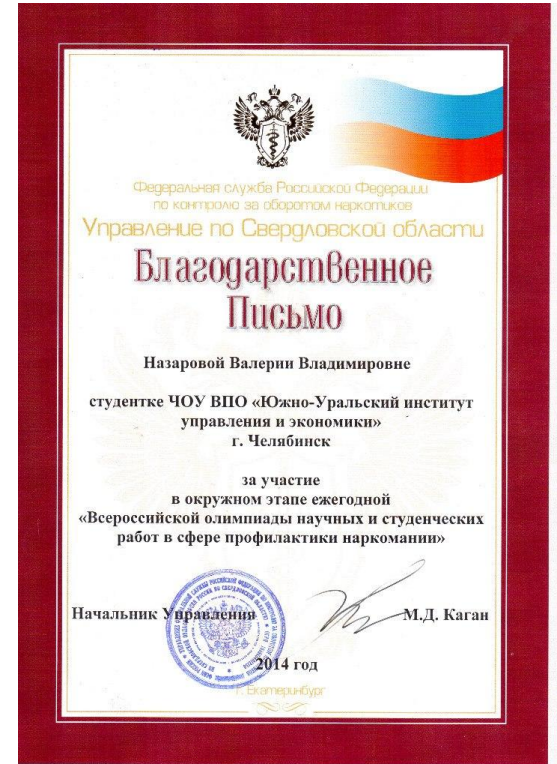 Федеральная служба Российской Федерации
по контролю за оборотом наркотиков
Управление по Свердловской области
Благодарственное
Письмо
Назаровой Валерии Владимировне
студентке ЧОУ ВПО «Южно-Уральский институт
управления и экономики»
г. Челябинск
за участие
в окружном этапе ежегодной
«Всероссийской олимпиады научных и студенческих
работ в сфере профилактики наркомании»
Начальник Управления М.Д. Каган
2014 год
г. Екатеринбург